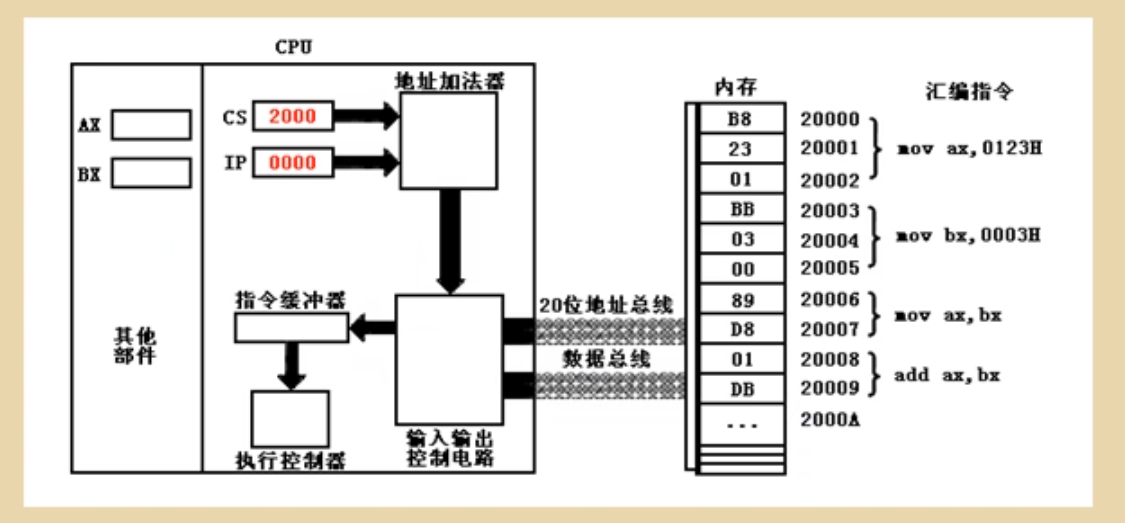 CPU
地址加法器
AX
BX
CS 2000
IP 0000
指令缓冲器
其他
部件
执行控制器
输入输出
控制电路
20位地址总线
数据总线
内存
汇编指令
B8 20000
23 20001 mov ax,0123H
01 20002
BB 20003
03 20004 mov bx,0003H
00 20005
89 20006
D8 20007 mov ax,bx
01 20008
DB 20009 add ax,bx
... 2000A